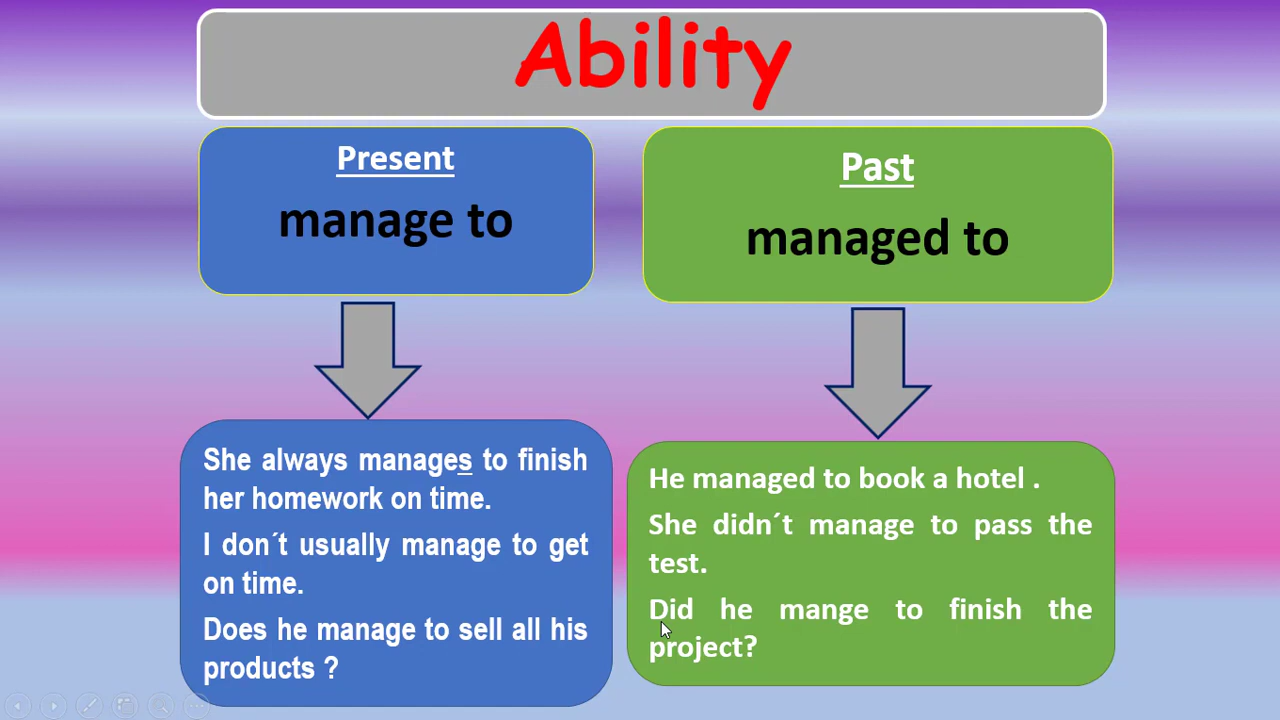 Ability
Present
manage to
Past
managed to
She always manages to finish
her homework on time.
I don´t usually manage to get
on time.
Does he manage to sell all his
products ?
He managed to book a hotel .
She didn´t manage to pass the
test.
Did he mange to finish the
project?